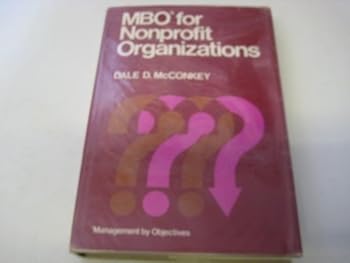 MBO* for
Nonprofit
Organizations
DALE D. McCONKEY
*Management by Objectives